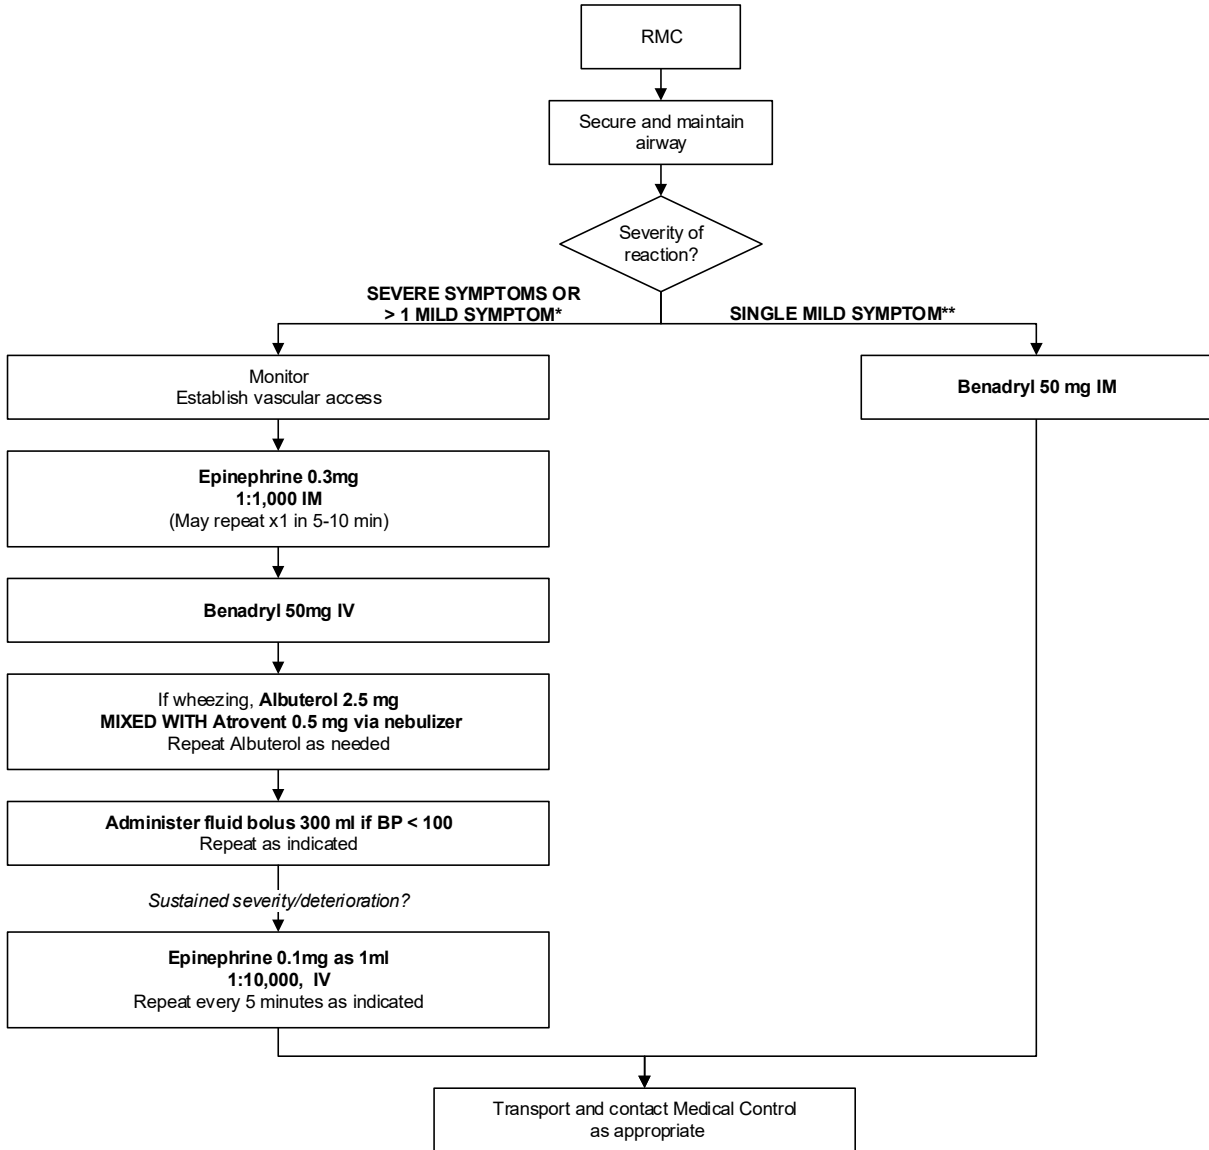 RMC
Secure and maintain
airway
Severity of
reaction?
SEVERE SYMPTOMS OR
> 1 MILD SYMPTOM*
SINGLE MILD SYMPTOM**
Monitor
Establish vascular access
Benadryl 50 mg IM
Epinephrine 0.3mg
1:1,000 IM
(May repeat x1 in 5-10 min)
Benadryl 50mg IV
If wheezing, Albuterol 2.5 mg
MIXED WITH Atrovent 0.5 mg via nebulizer
Repeat Albuterol as needed
Administer fluid bolus 300 ml if BP < 100
Repeat as indicated
Sustained severity/deterioration?
Epinephrine 0.1mg as 1ml
1:10,000,  IV
Repeat every 5 minutes as indicated
Transport and contact Medical Control
as appropriate